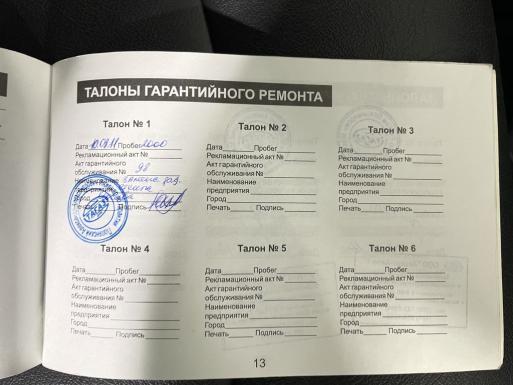 ТАЛОНЫ ГАРАНТИЙНОГО РЕМОНТА
Талон № 1
Дата Пробег 2000
Рекламационный акт №
Акт гарантийного
обслуживания № 98
Наименование
Город
Печать Подпись
Талон № 2
Дата Пробег
Рекламационный акт №
Акт гарантийного
обслуживания №
Наименование
предприятия
Город
Печать Подпись
Талон № 3
Дата Пробег
Рекламационный акт №
Акт гарантийного
обслуживания №
Наименование
предприятия
Город
Печать Подпись
Талон № 4
Дата Пробег
Рекламационный акт №
Акт гарантийного
обслуживания №
Наименование
предприятия
Город
Печать Подпись
Талон № 5
Дата Пробег
Рекламационный акт №
Акт гарантийного
обслуживания №
Наименование
предприятия
Город
Печать Подпись
Талон № 6
Дата Пробег
Рекламационный акт №
Акт гарантийного
обслуживания №
Наименование
предприятия
Город
Печать Подпись
13